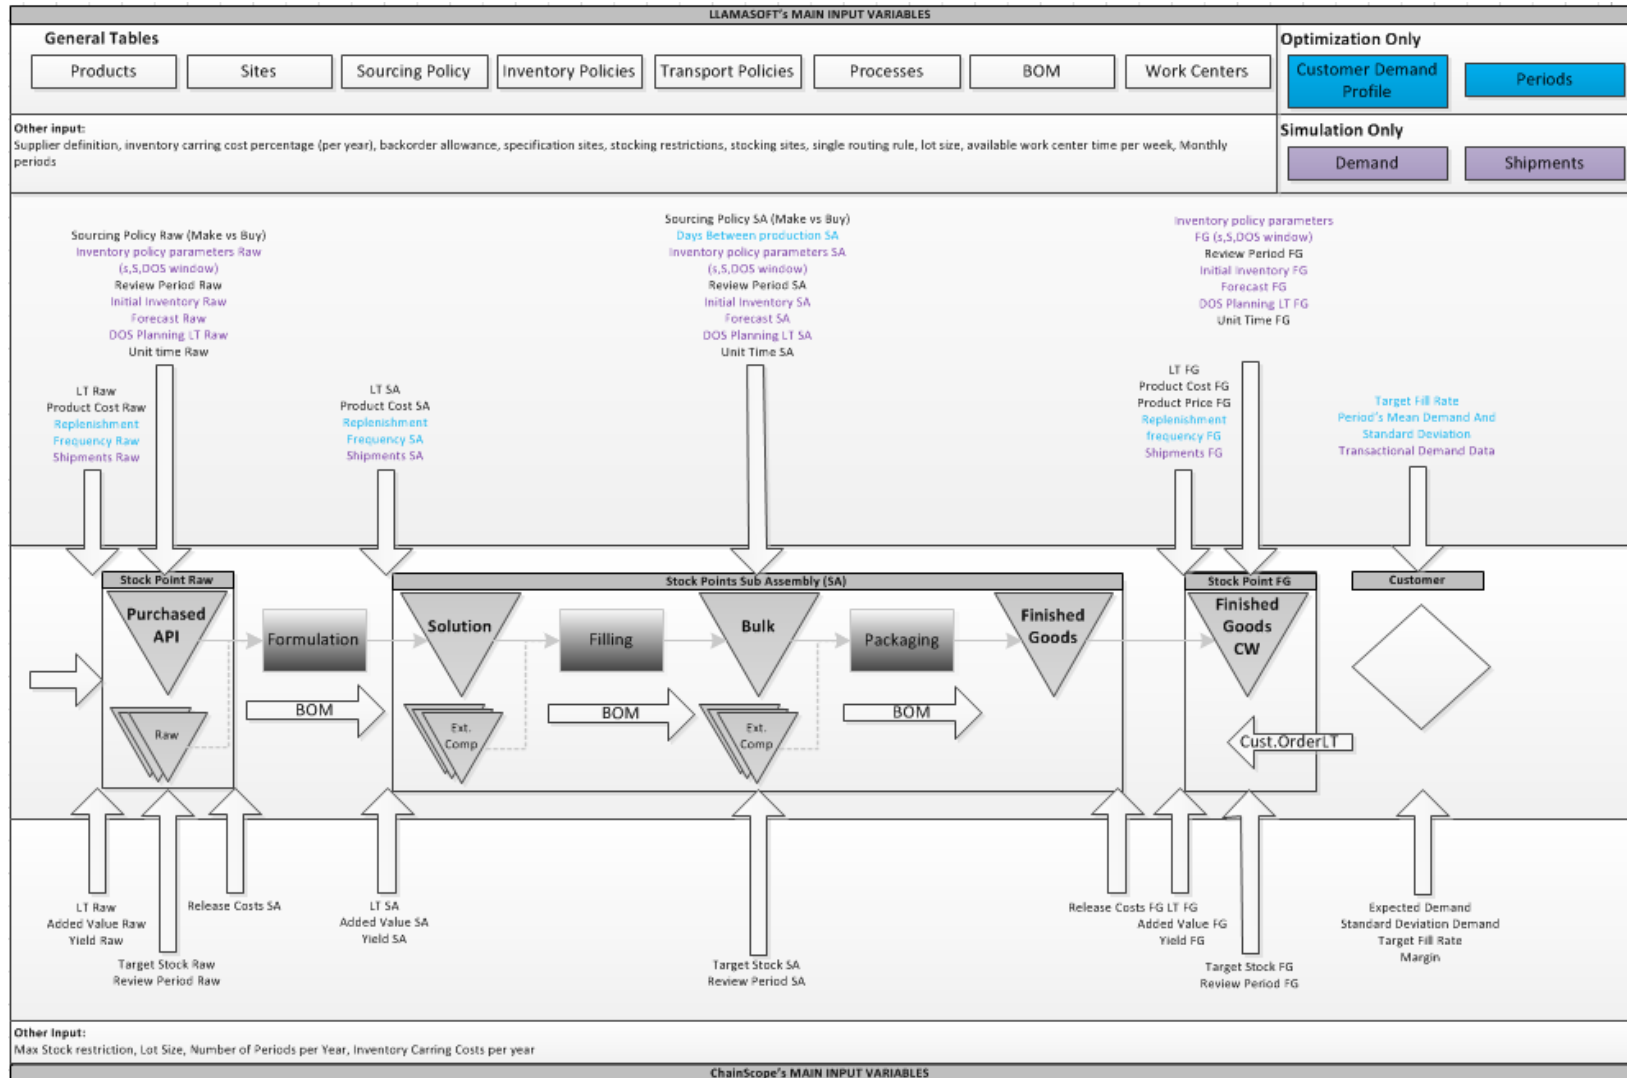 LLAMASOFT's MAIN INPUT VARIABLES
General Tables
Products
Sites
Sourcing Policy
Inventory Policies
Transport Policies
Processes
BOM
Work Centers
Optimization Only
Customer Demand
Profile
Periods
Other input:
Supplier definition, inventory carring cost percentage (per year), backorder allowance, specification sites, stocking restrictions, stocking sites, single routing rule, lot size, available work center time per week, Monthly
periods
Simulation Only
Demand
Shipments
Sourcing Policy Raw (Make vs Buy)
Inventory policy parameters Raw
(s,S,DOS window)
Review Period Raw
Initial Inventory Raw
Forecast Raw
DOS Planning LT Raw
Unit time Raw
Sourcing Policy SA (Make vs Buy)
Days Between production SA
Inventory policy parameters SA
(s,S,DOS window)
Review Period SA
Initial Inventory SA
Forecast SA
DOS Planning LT SA
Unit Time SA
Inventory policy parameters
FG (s,S,DOS window)
Review Period FG
Initial Inventory FG
Forecast FG
DOS Planning LT FG
Unit Time FG
LT Raw
Product Cost Raw
Replenishment
Frequency Raw
Shipments Raw
LT SA
Product Cost SA
Replenishment
Frequency SA
Shipments SA
LT FG
Product Cost FG
Product Price FG
Replenishment
frequency FG
Shipments FG
Target Fill Rate
Period's Mean Demand And
Standard Deviation
Transactional Demand Data
Stock Point Raw
Stock Points Sub Assembly (SA)
Stock Point FG
Customer
Purchased
API
Formulation
Solution
Filling
Bulk
Packaging
Finished
Goods
Finished
Goods
CW
Raw
BOM
Ext.
Comp
BOM
Ext.
Comp
BOM
Cust.OrderLT
LT Raw
Added Value Raw
Yield Raw
Release Costs SA
Target Stock Raw
Review Period Raw
LT SA
Added Value SA
Yield SA
Target Stock SA
Review Period SA
Release Costs FG
LT FG
Added Value FG
Yield FG
Target Stock FG
Review Period FG
Expected Demand
Standard Deviation Demand
Target Fill Rate
Margin
Other Input:
Max Stock restriction, Lot Size, Number of Periods per Year, Inventory Carring Costs per year
ChainScope's MAIN INPUT VARIABLES